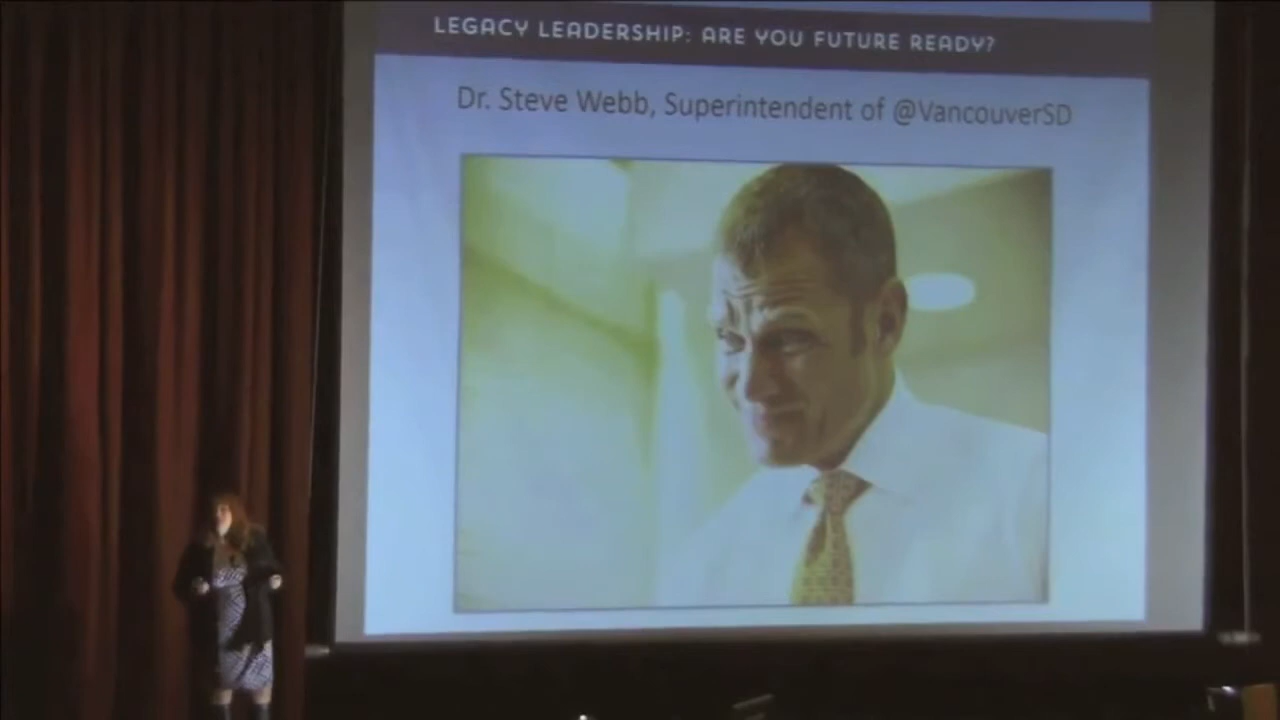 LEGACY LEADERSHIP: ARE YOU FUTURE READY?
Dr. Steve Webb, Superintendent of @VancouverSD